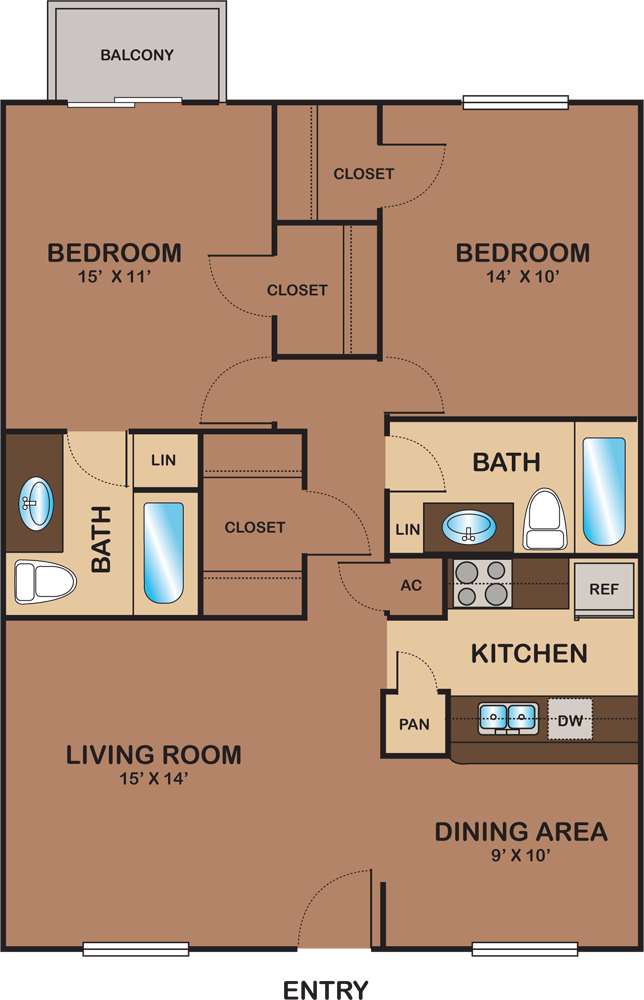 BALCONY
CLOSET
BEDROOM
15' X 11'
BEDROOM
14' X 10'
CLOSET
LIN
BATH
BATH
CLOSET
LIN
AC
REF
KITCHEN
PAN
DW
LIVING ROOM
15' X 14'
DINING AREA
9' X 10'
ENTRY